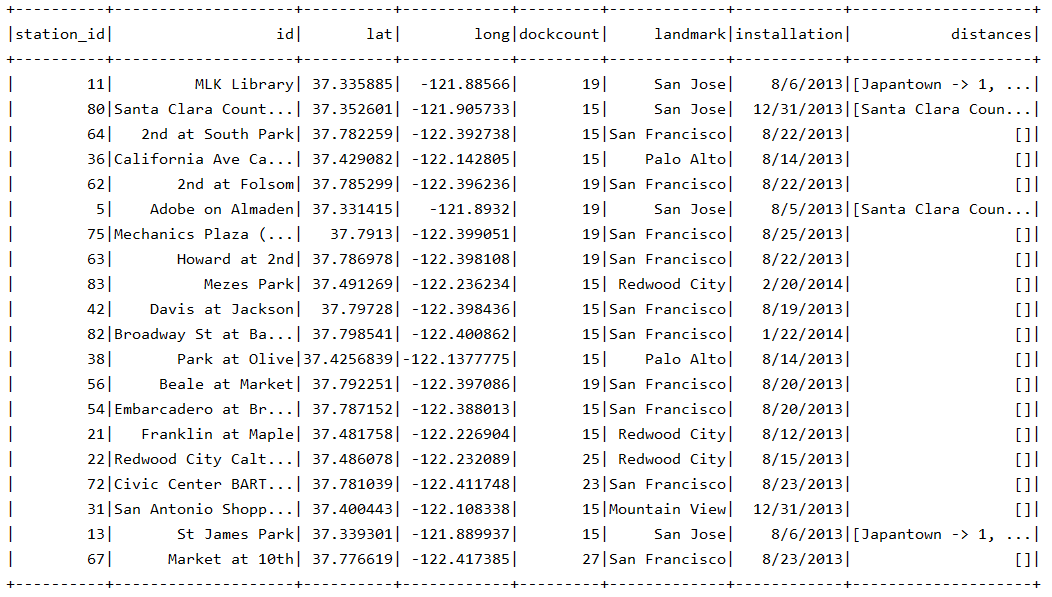 +----------+--------------------+----------+------------+---------+-------------+------------+--------------------+
|station_id|                  id|       lat|        long|dockcount|     landmark|installation|           distances|
+----------+--------------------+----------+------------+---------+-------------+------------+--------------------+
|        11|         MLK Library| 37.335885|  -121.88566|       19|     San Jose|    8/6/2013|[Japantown -> 1, ...|
|        80|Santa Clara Count...| 37.352601| -121.905733|       15|     San Jose|  12/31/2013|[Santa Clara Coun...|
|        64|   2nd at South Park| 37.782259| -122.392738|       15|San Francisco|   8/22/2013|                  []|
|        36|California Ave Ca...| 37.429082| -122.142805|       15|    Palo Alto|   8/14/2013|                  []|
|        62|       2nd at Folsom| 37.785299| -122.396236|       19|San Francisco|   8/22/2013|                  []|
|         5|    Adobe on Almaden| 37.331415|   -121.8932|       19|     San Jose|    8/5/2013|[Santa Clara Coun...|
|        75|Mechanics Plaza (...|   37.7913| -122.399051|       19|San Francisco|   8/25/2013|                  []|
|        63|       Howard at 2nd| 37.786978| -122.398108|       19|San Francisco|   8/22/2013|                  []|
|        83|          Mezes Park| 37.491269| -122.236234|       15| Redwood City|   2/20/2014|                  []|
|        42|    Davis at Jackson|  37.79728| -122.398436|       15|San Francisco|   8/19/2013|                  []|
|        82|Broadway St at Ba...| 37.798541| -122.400862|       15|San Francisco|   1/22/2014|                  []|
|        38|       Park at Olive|37.4256839|-122.1377775|       15|    Palo Alto|   8/14/2013|                  []|
|        56|     Beale at Market| 37.792251| -122.397086|       19|San Francisco|   8/20/2013|                  []|
|        54|Embarcadero at Br...| 37.787152| -122.388013|       15|San Francisco|   8/20/2013|                  []|
|        21|   Franklin at Maple| 37.481758| -122.226904|       15| Redwood City|   8/12/2013|                  []|
|        22|Redwood City Calt...| 37.486078| -122.232089|       25| Redwood City|   8/15/2013|                  []|
|        72|Civic Center BART...| 37.781039| -122.411748|       23|San Francisco|   8/23/2013|                  []|
|        31|San Antonio Shopp...| 37.400443| -122.108338|       15|Mountain View|  12/31/2013|                  []|
|        13|       St James Park| 37.339301| -121.889937|       15|     San Jose|    8/6/2013|[Japantown -> 1, ...|
|        67|      Market at 10th| 37.776619| -122.417385|       27|San Francisco|   8/23/2013|                  []|
+----------+--------------------+----------+------------+---------+-------------+------------+--------------------+